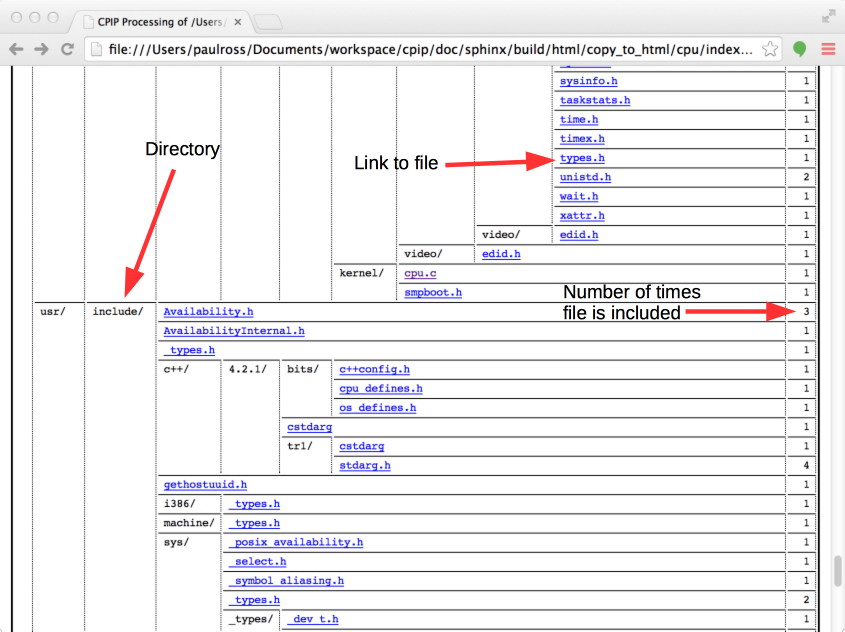 CPIP Processing of /Users/
file:///Users/paulross/Documents/workspace/cpip/doc/sphinx/build/html/copy_to_html/cpu/index...
sysinfo.h 1
taskstats.h 1
time.h 1
timex.h 1
Directory
Link to file
types.h 1
unistd.h 2
wait.h 1
xattr.h 1
video/ edid.h 1
video/ edid.h 1
kernel/ cpu.c 1
smpboot.h 1
Number of times
file is included
usr/ include/ Availability.h 3
AvailabilityInternal.h 1
_types.h 1
c++/ 4.2.1/ bits/ c++config.h 1
cpu_defines.h 1
os_defines.h 1
cstdarg 1
tr1/ cstdarg 1
stdarg.h 4
gethostuuid.h 1
i386/ _types.h 1
machine/ _types.h 1
sys/ _posix_availability.h 1
_select.h 1
_symbol_aliasing.h 1
_types.h 2
_types/ _dev_t.h 1